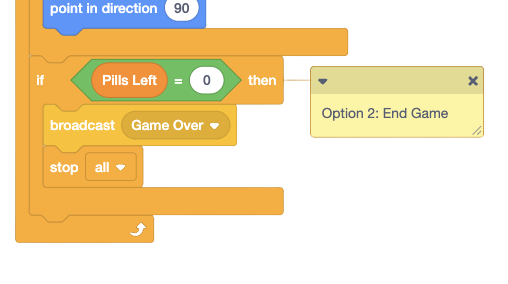 point in direction 90
if Pills Left = 0 then
Option 2: End Game
broadcast Game Over
stop all